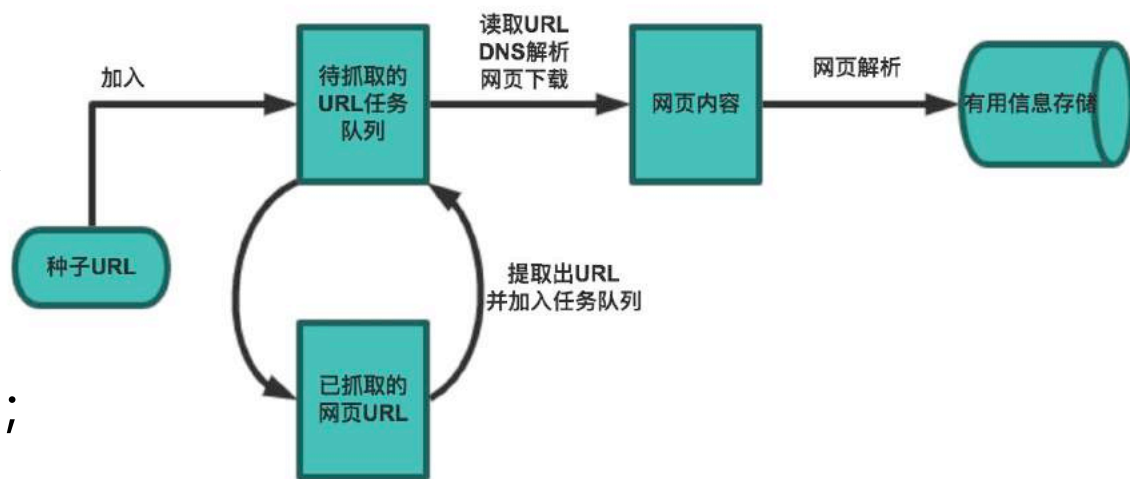 加入
待抓取的
URL任务
队列
读取URL
DNS解析
网页下载
网页内容
网页解析
有用信息存储
种子URL
提取出URL
并加入任务队列
已抓取的
网页URL
;